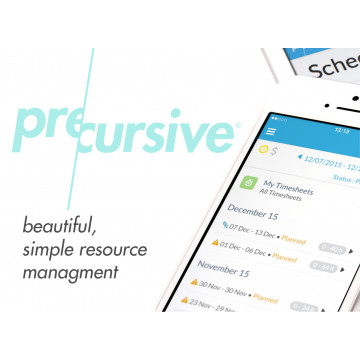 precursive©
beautiful,
simple resource
managment
Sche
13:13
$
12/07/2015 - 12/
Status : P
My Timesheets
All Timesheets
December 15
07 Dec - 13 Dec • Planned
01 Dec - 06 Dec • Planned
November 15
30 Nov - 30 Nov • Planned
23 Nov - 29 Nov